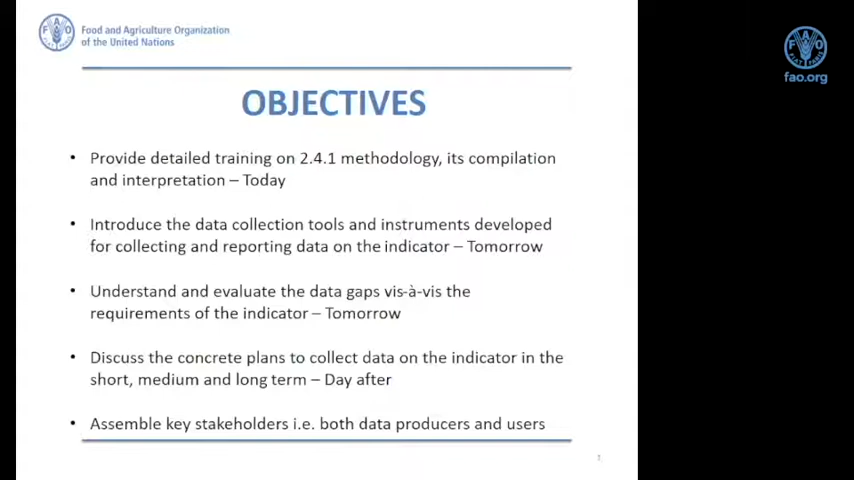 Food and Agriculture Organization
of the United Nations
fao.org
OBJECTIVES
• Provide detailed training on 2.4.1 methodology, its compilation
and interpretation – Today
• Introduce the data collection tools and instruments developed
for collecting and reporting data on the indicator – Tomorrow
• Understand and evaluate the data gaps vis-à-vis the
requirements of the indicator – Tomorrow
• Discuss the concrete plans to collect data on the indicator in the
short, medium and long term – Day after
• Assemble key stakeholders i.e. both data producers and users